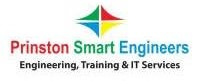 Prinston Smart Engineers
Engineering, Training & IT Services